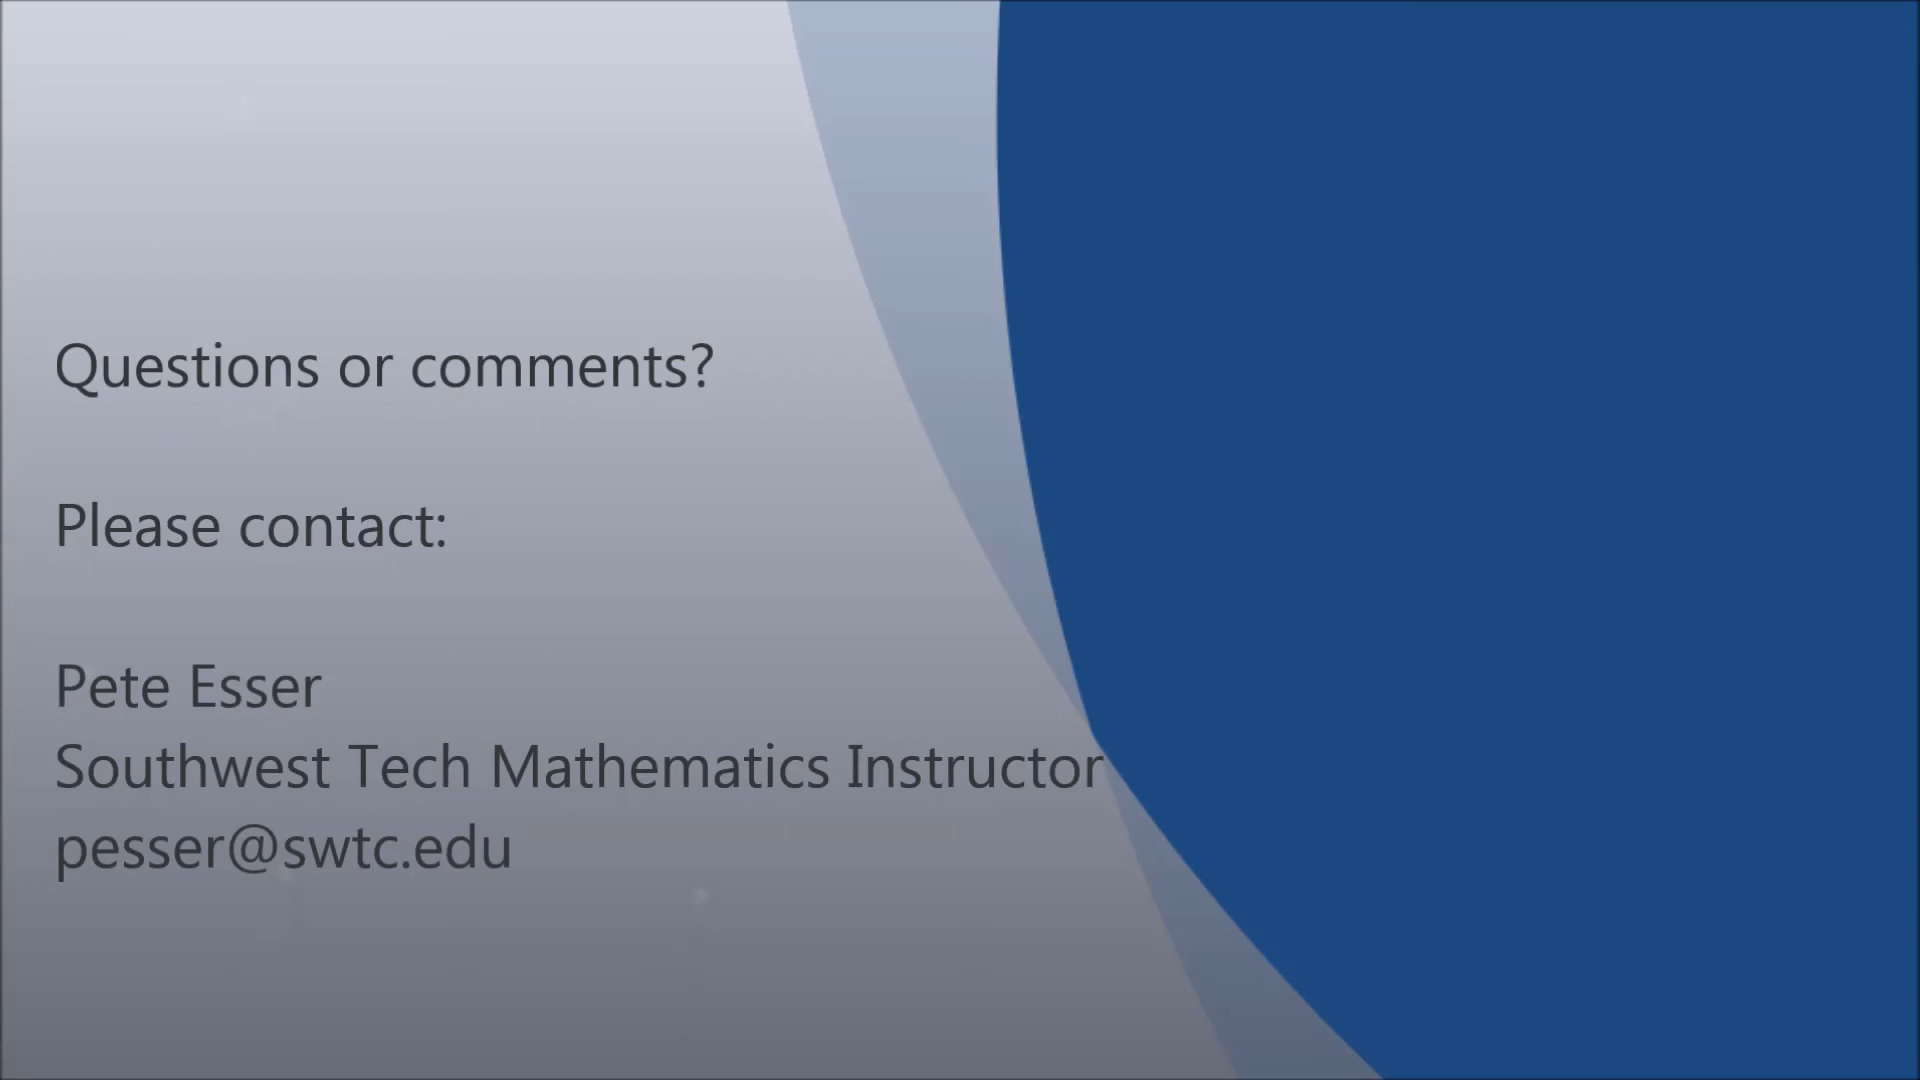 Questions or comments?
Please contact:
Pete Esser
Southwest Tech Mathematics Instructor
pesser@swtc.edu